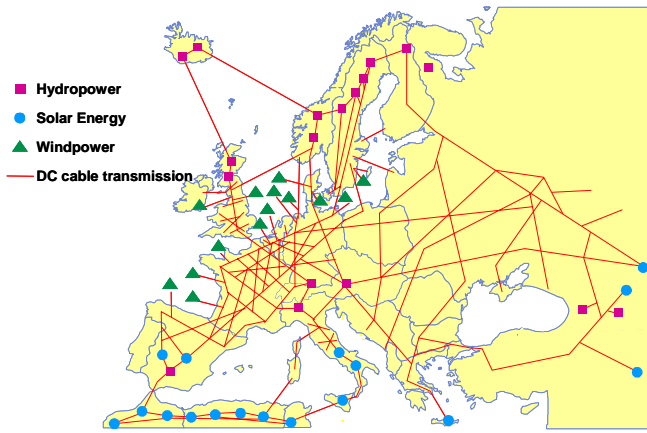 Hydropower
Solar Energy
Windpower
DC cable transmission